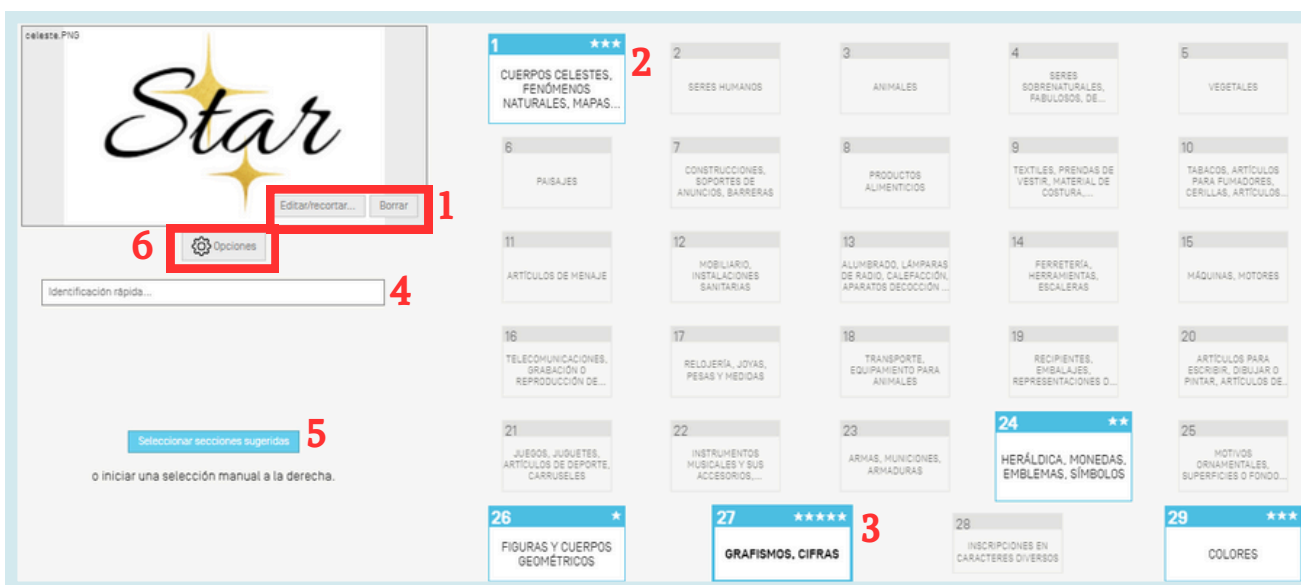 celeste.PNG
Star
Editar/recortar...
Borrar
1
6
Opciones
Identificación rápida...
4
Seleccionar secciones sugeridas
5
o iniciar una selección manual a la derecha.
1 ★★★
CUERPOS CELESTES,
FENÓMENOS
NATURALES, MAPAS...
2
2
SERES HUMANOS
3
ANIMALES
4
SERES
SOBRENATURALES,
FABULOSOS, DE...
5
VEGETALES
6
PAISAJES
7
CONSTRUCCIONES,
SOPORTES DE
ANUNCIOS, BARRERAS
8
PRODUCTOS
ALIMENTICIOS
9
TEXTILES, PRENDAS DE
VESTIR, MATERIAL DE
COSTURA,...
10
TABACOS, ARTÍCULOS
PARA FUMADORES,
CERILLAS, ARTÍCULOS...
11
ARTÍCULOS DE MENAJE
12
MOBILIARIO,
INSTALACIONES
SANITARIAS
13
ALUMBRADO, LÁMPARAS
DE RADIO, CALEFACCIÓN,
APARATOS DECOCCIÓN ...
14
FERRETERÍA,
HERRAMIENTAS,
ESCALERAS
15
MÁQUINAS, MOTORES
16
TELECOMUNICACIONES,
GRABACIÓN O
REPRODUCCIÓN DE...
17
RELOJERÍA, JOYAS,
PESAS Y MEDIDAS
18
TRANSPORTE,
EQUIPAMIENTO PARA
ANIMALES
19
RECIPIENTES,
EMBALAJES,
REPRESENTACIONES D...
20
ARTÍCULOS PARA
ESCRIBIR, DIBUJAR O
PINTAR, ARTÍCULOS DE...
21
JUEGOS, JUGUETES,
ARTÍCULOS DE DEPORTE,
CARRUSELES
22
INSTRUMENTOS
MUSICALES Y SUS
ACCESORIOS,...
23
ARMAS, MUNICIONES,
ARMADURAS
24 ★★
HERÁLDICA, MONEDAS,
EMBLEMAS, SÍMBOLOS
25
MOTIVOS
ORNAMENTALES,
SUPERFICIES O FONDO...
26 ★
FIGURAS Y CUERPOS
GEOMÉTRICOS
27 ★★★★★
GRAFISMOS, CIFRAS
3
28
INSCRIPCIONES EN
CARACTERES DIVERSOS
29 ★★★
COLORES